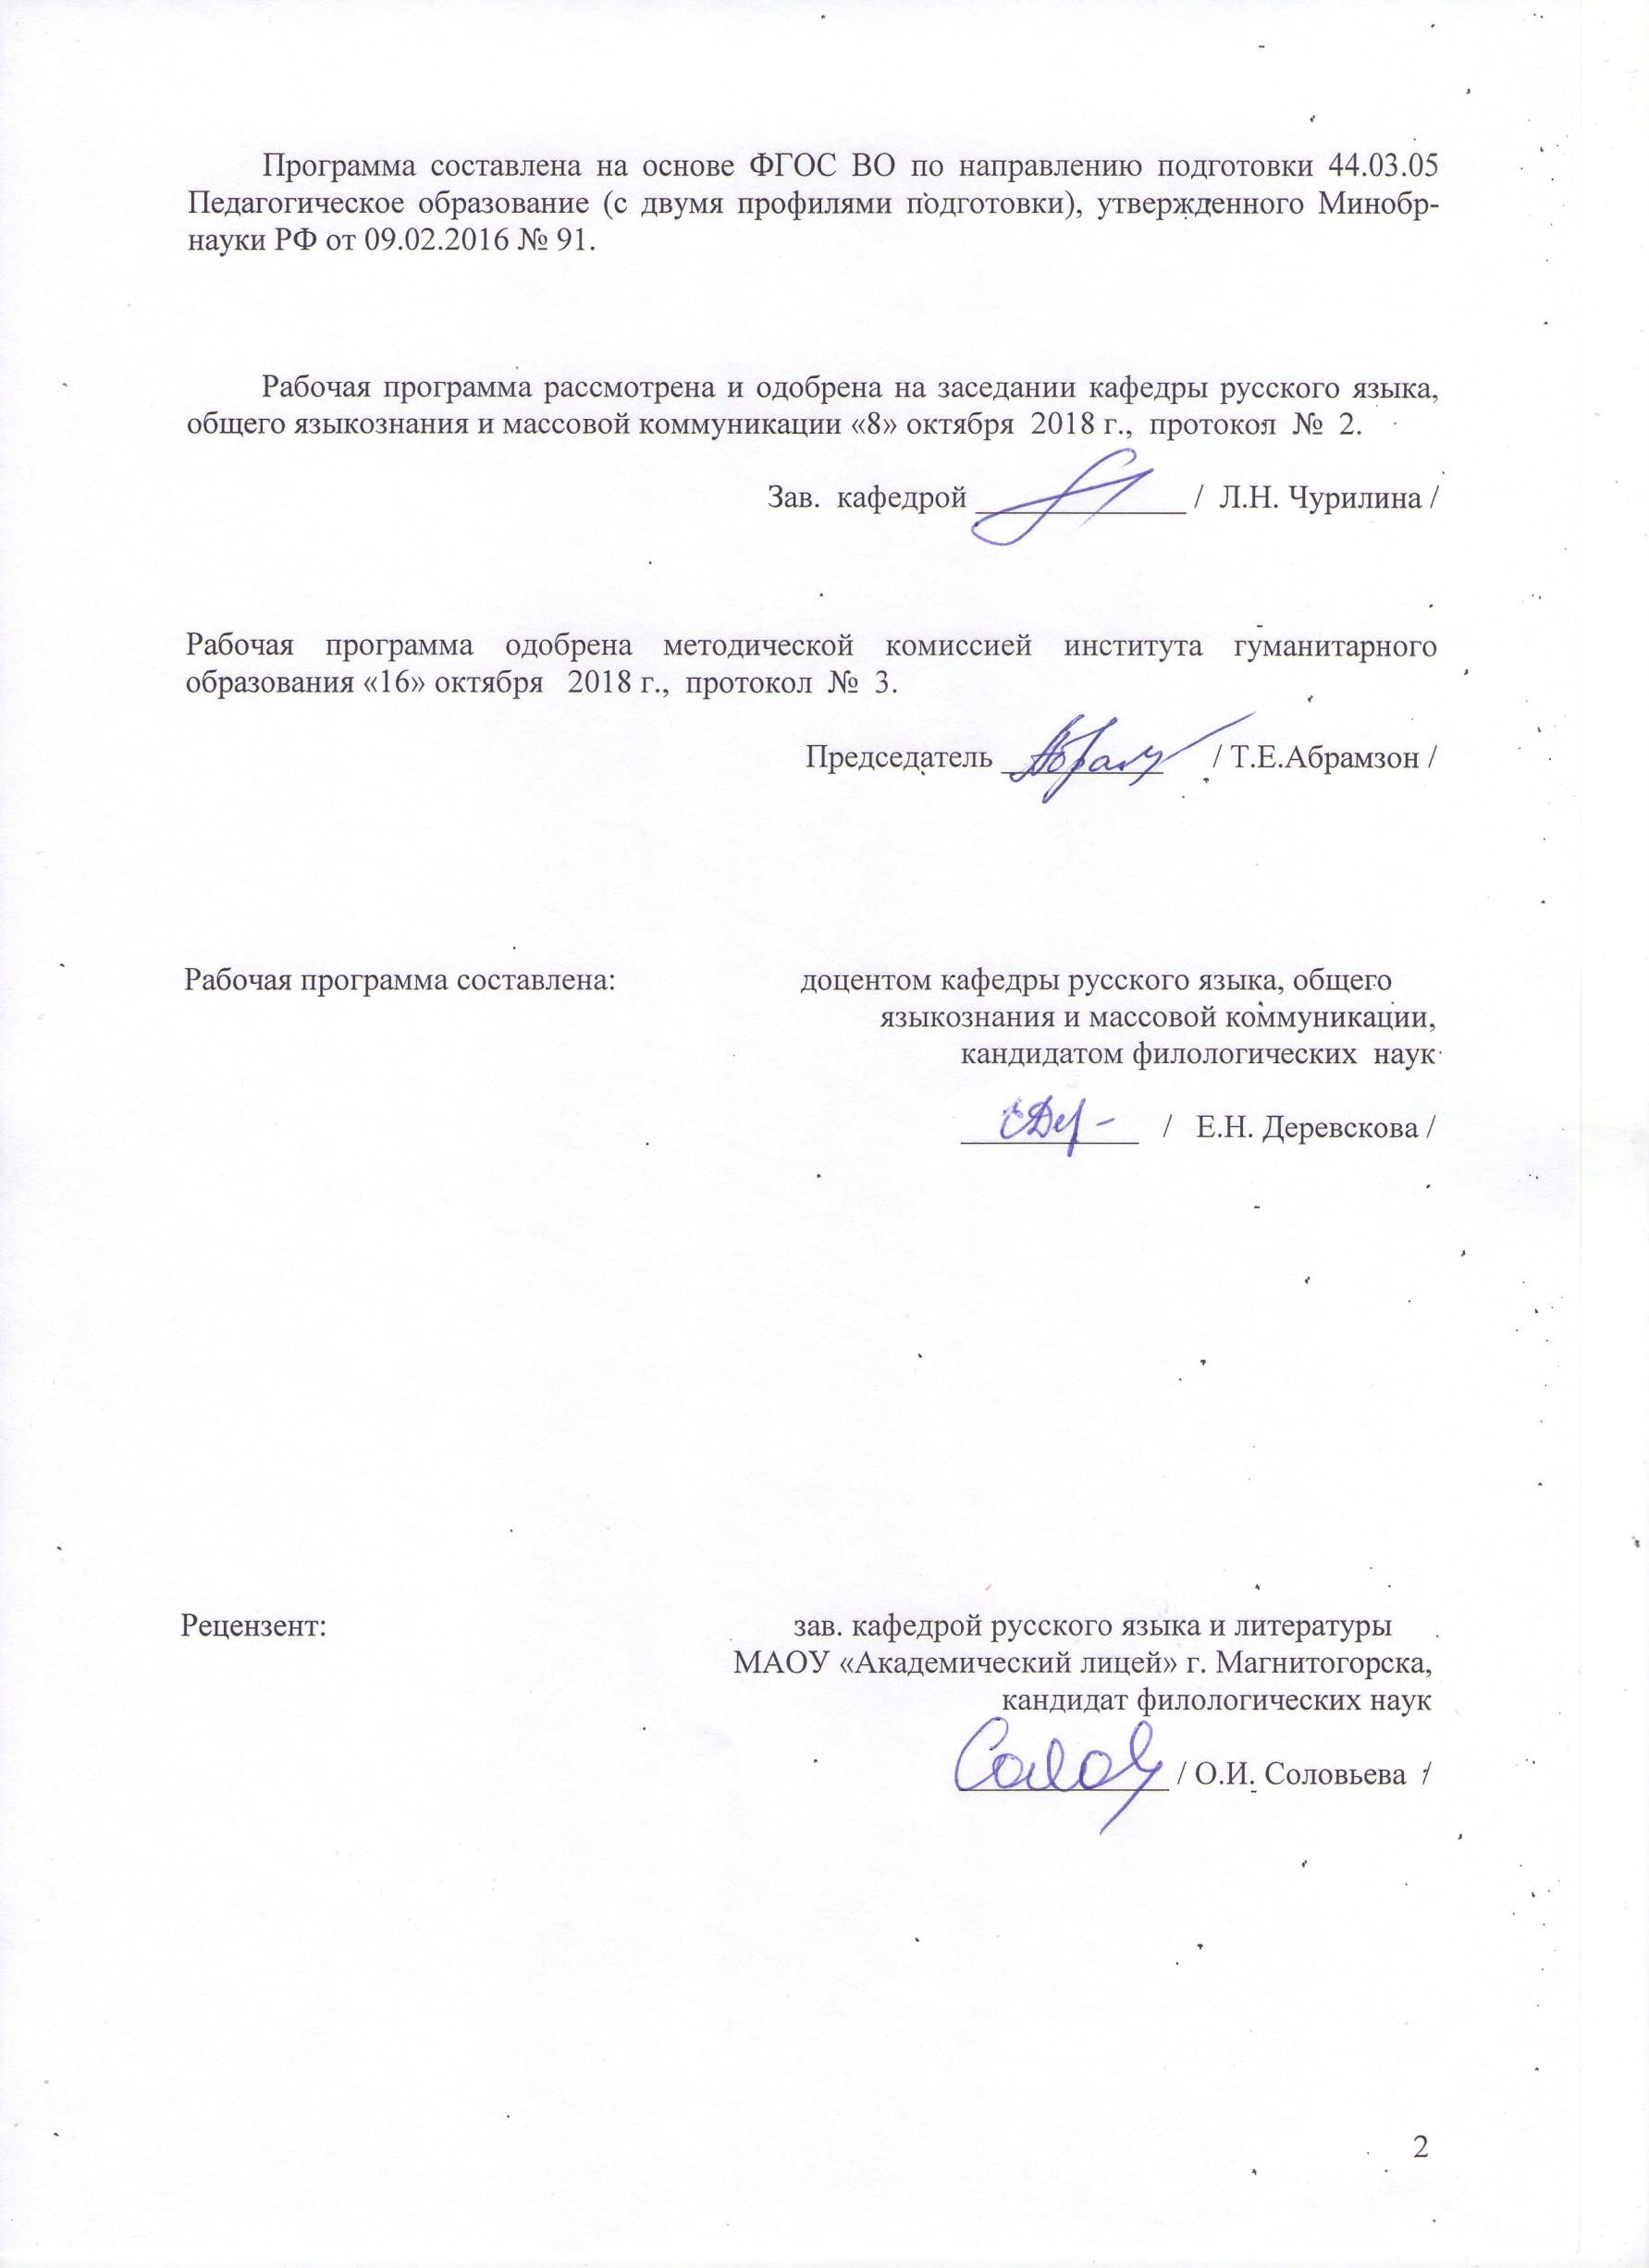 Программа составлена на основе ФГОС ВО по направлению подготовки 44.03.05
Педагогическое образование (с двумя профилями подготовки), утвержденного Минобр-
науки РФ от 09.02.2016 № 91.
Рабочая программа рассмотрена и одобрена на заседании кафедры русского языка,
общего языкознания и массовой коммуникации «8» октября 2018 г., протокол № 2.
Зав. кафедрой ______________ / Л.Н. Чурилина /
Рабочая программа одобрена методической комиссией института гуманитарного
образования «16» октября 2018 г., протокол № 3.
Председатель ___________ / Т.Е.Абрамзон /
Рабочая программа составлена: доцентом кафедры русского языка, общего
языкознания и массовой коммуникации,
кандидатом филологических наук
____________ / Е.Н. Деревскова /
Рецензент: зав. кафедрой русского языка и литературы
МАОУ «Академический лицей» г. Магнитогорска,
кандидат филологических наук
______________ / О.И. Соловьева /
2